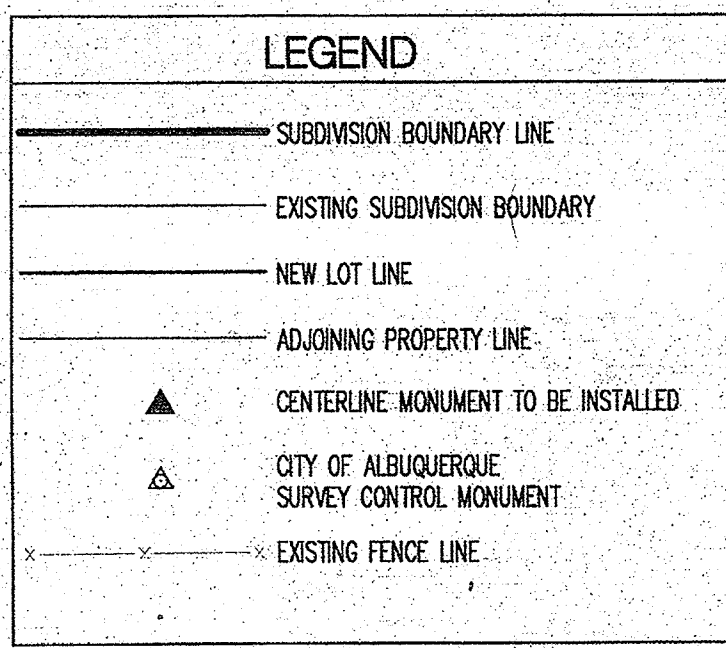 LEGEND
SUBDIVISION BOUNDARY LINE
EXISTING SUBDIVISION BOUNDARY
NEW LOT LINE
ADJOINING PROPERTY LINE
CENTERLINE MONUMENT TO BE INSTALLED
CITY OF ALBUQUERQUE
SURVEY CONTROL MONUMENT
x x x EXISTING FENCE LINE